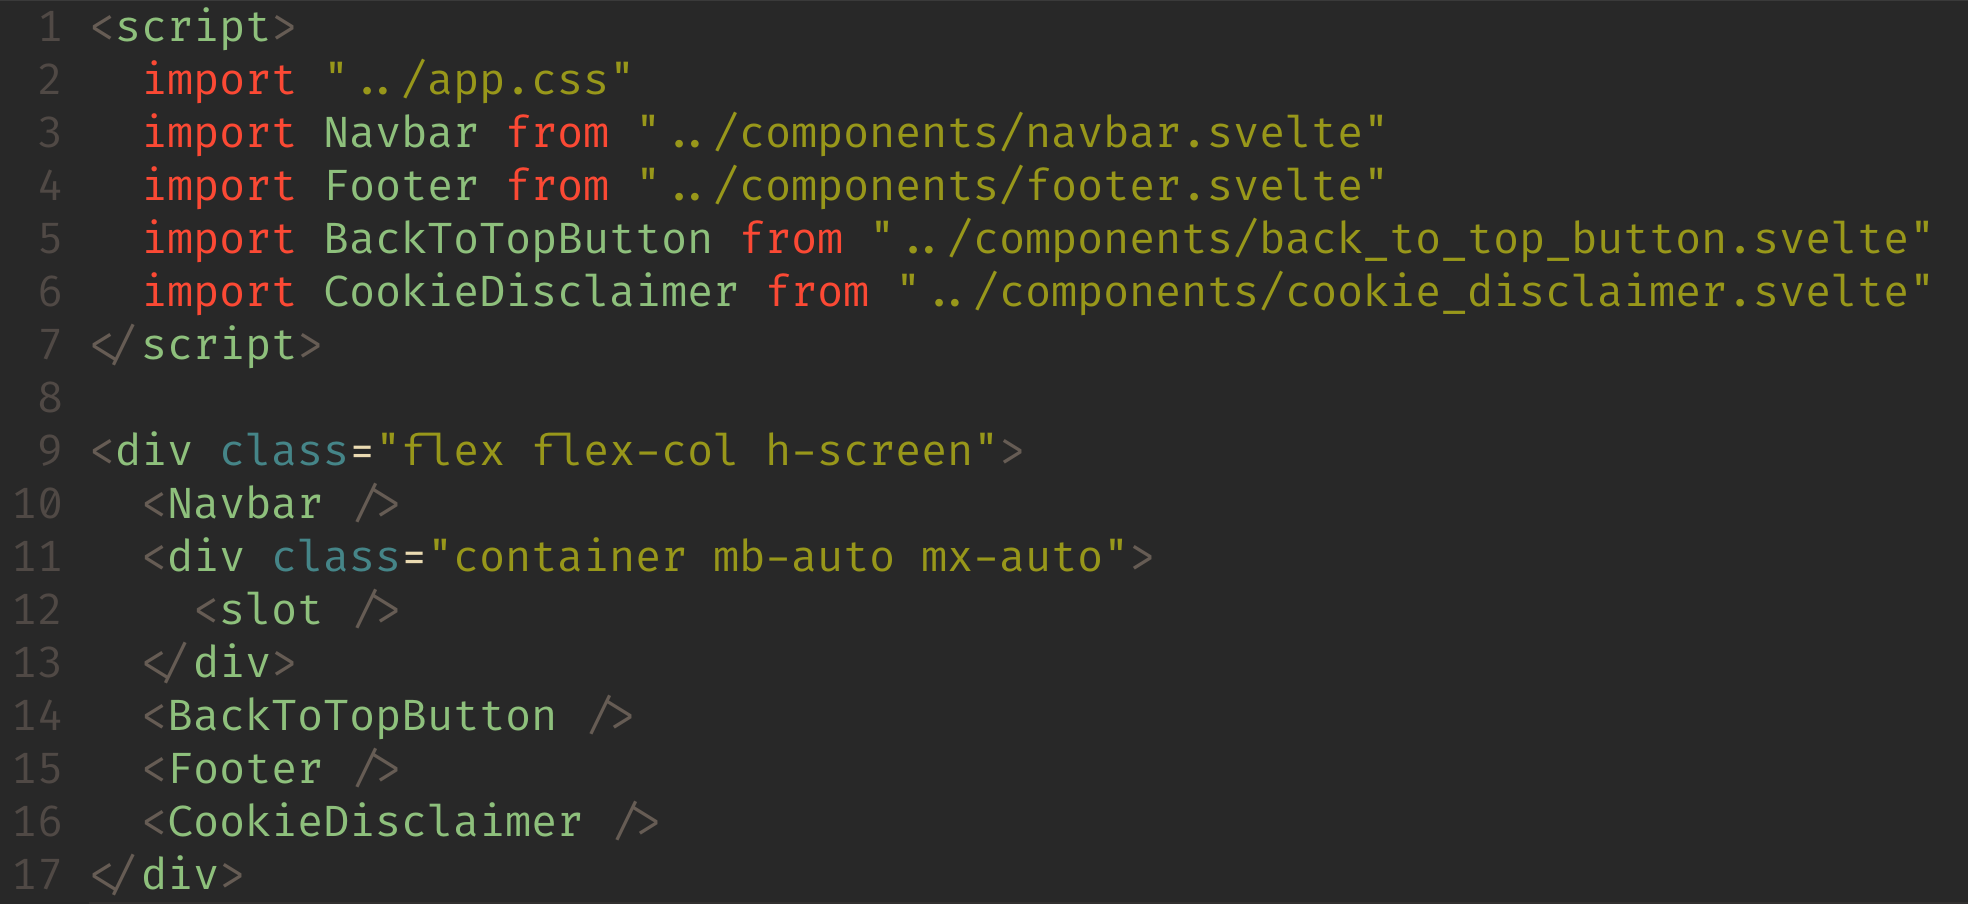 1 <script>
2   import "../app.css"
3   import Navbar from "../components/navbar.svelte"
4   import Footer from "../components/footer.svelte"
5   import BackToTopButton from "../components/back_to_top_button.svelte"
6   import CookieDisclaimer from "../components/cookie_disclaimer.svelte"
7 </script>
8
9 <div class="flex flex-col h-screen">
10   <Navbar />
11   <div class="container mb-auto mx-auto">
12     <slot />
13   </div>
14   <BackToTopButton />
15   <Footer />
16   <CookieDisclaimer />
17 </div>